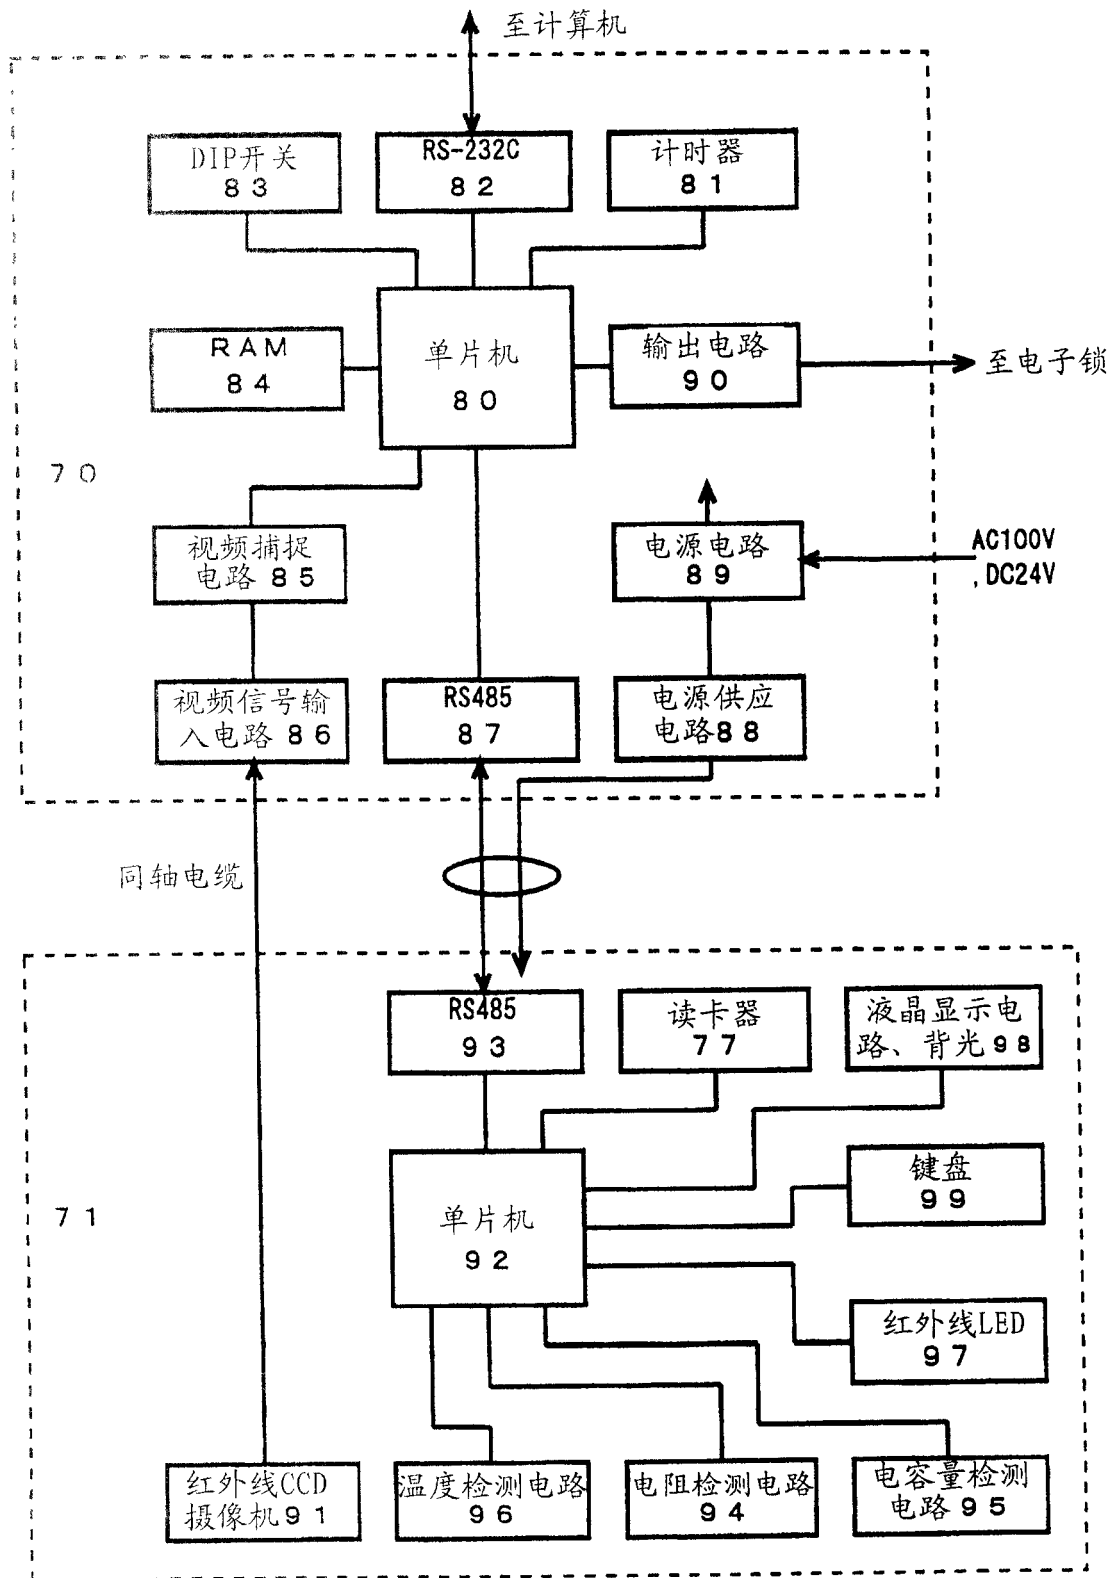 至计算机
DIP开关
83
RS-232C
82
计时器
81
RAM
84
单片机
80
输出电路
90
至电子锁
70
视频捕捉
电路 85
电源电路
89
AC100V
,DC24V
视频信号输
入电路 86
RS485
87
电源供应
电路88
同轴电缆
RS485
93
读卡器
77
液晶显示电
路、背光98
键盘
99
71
单片机
92
红外线LED
97
红外线CCD
摄像机91
温度检测电路
96
电阻检测电路
94
电容量检测
电路95